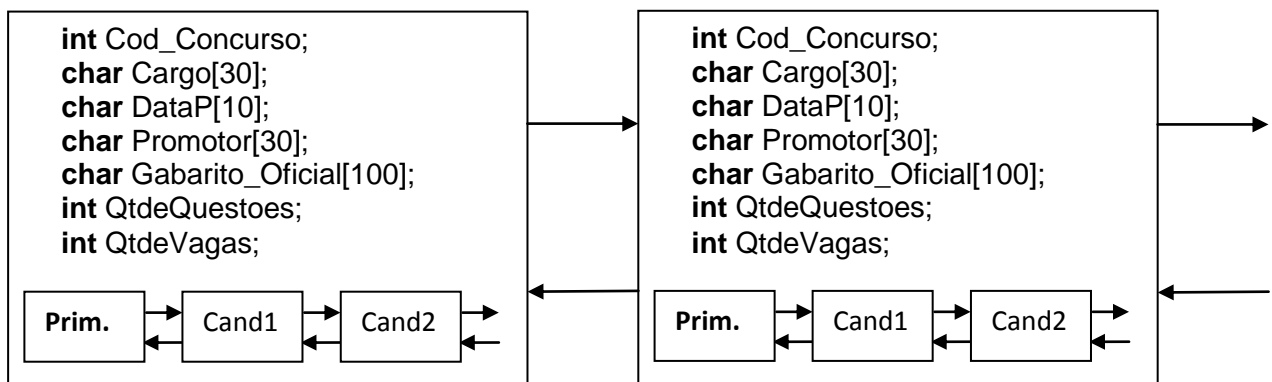 int Cod_Concurso;
char Cargo[30];
char DataP[10];
char Promotor[30];
char Gabarito_Oficial[100];
int QtdeQuestoes;
int QtdeVagas;
Prim. Cand1 Cand2
int Cod_Concurso;
char Cargo[30];
char DataP[10];
char Promotor[30];
char Gabarito_Oficial[100];
int QtdeQuestoes;
int QtdeVagas;
Prim. Cand1 Cand2